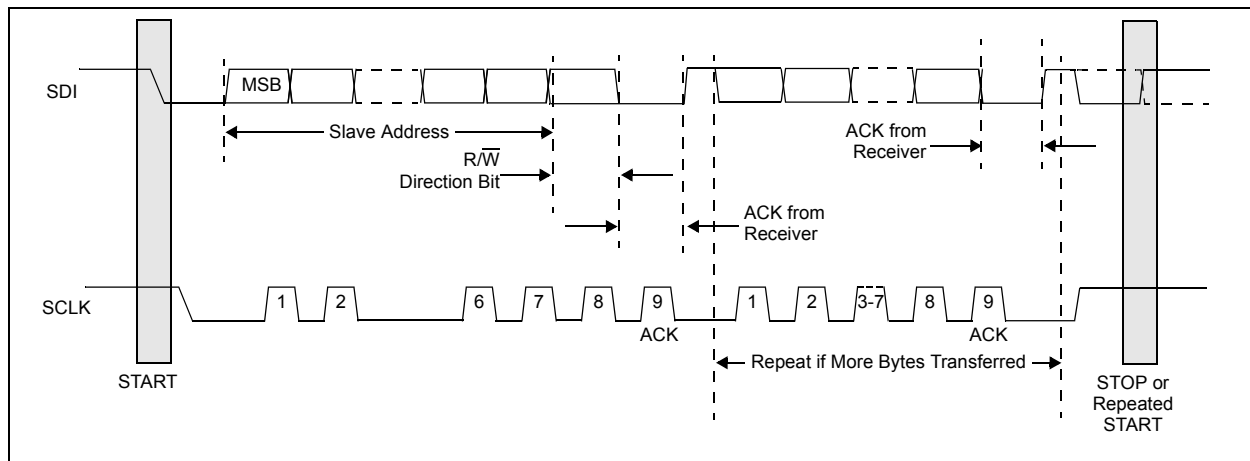 SDI
MSB
Slave Address
R/W̅
Direction Bit
ACK from
Receiver
ACK from
Receiver
SCLK
1
2
6
7
8
9
ACK
1
2
3-7
8
9
ACK
Repeat if More Bytes Transferred
START
STOP or
Repeated
START